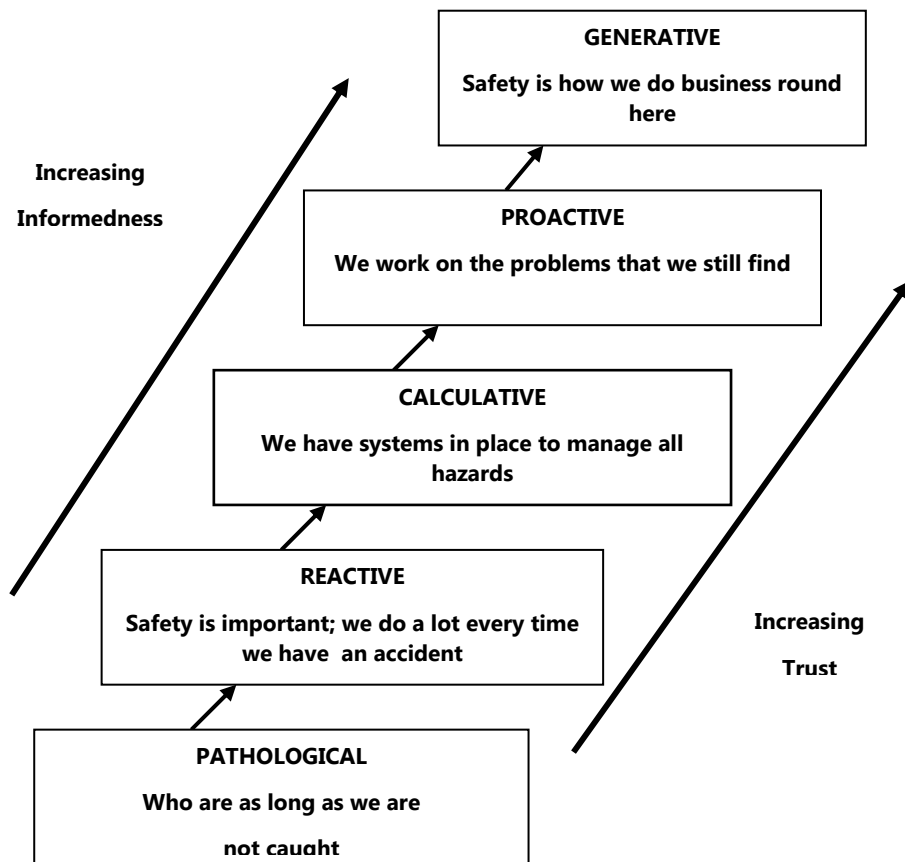 GENERATIVE
Safety is how we do business round
here
Increasing
Informedness
PROACTIVE
We work on the problems that we still find
CALCULATIVE
We have systems in place to manage all
hazards
REACTIVE
Safety is important; we do a lot every time
we have an accident
Increasing
Trust
PATHOLOGICAL
Who are as long as we are
not caught